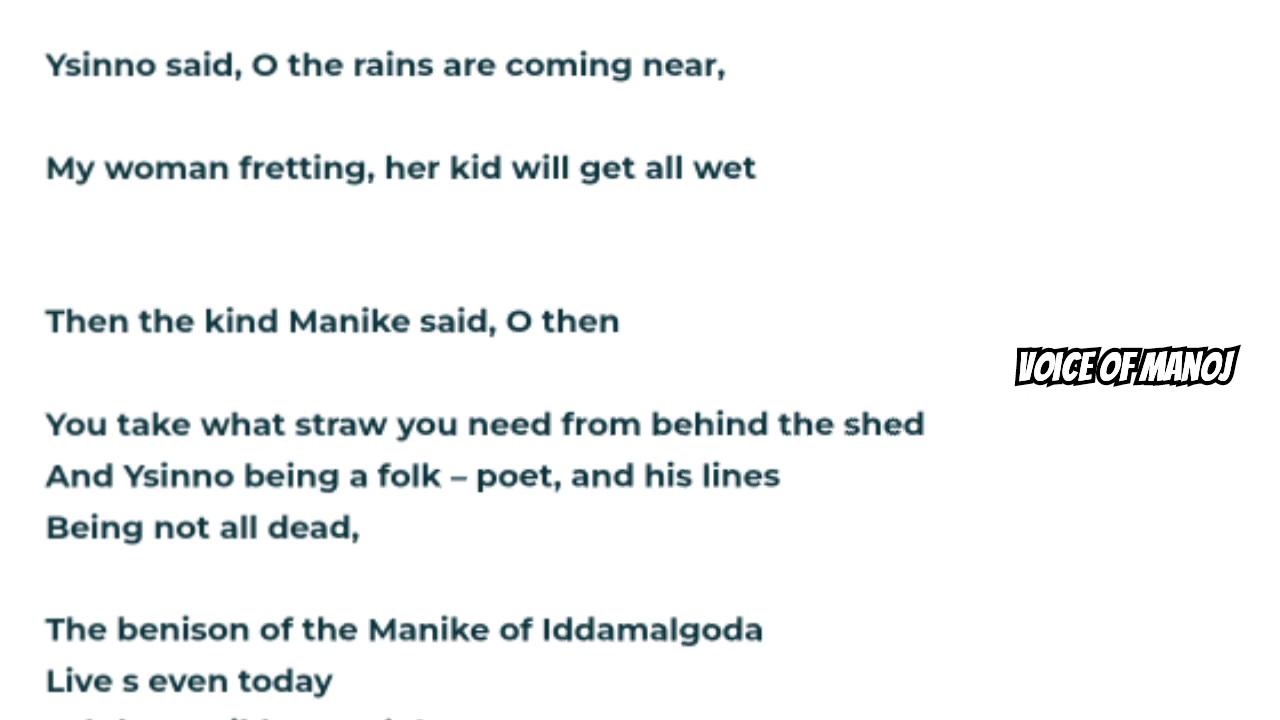 Ysinno said, O the rains are coming near,
My woman fretting, her kid will get all wet
Then the kind Manike said, O then
VOICE OF MANOJ
You take what straw you need from behind the shed
And Ysinno being a folk – poet, and his lines
Being not all dead,
The benison of the Manike of Iddamalgoda
Live s even today